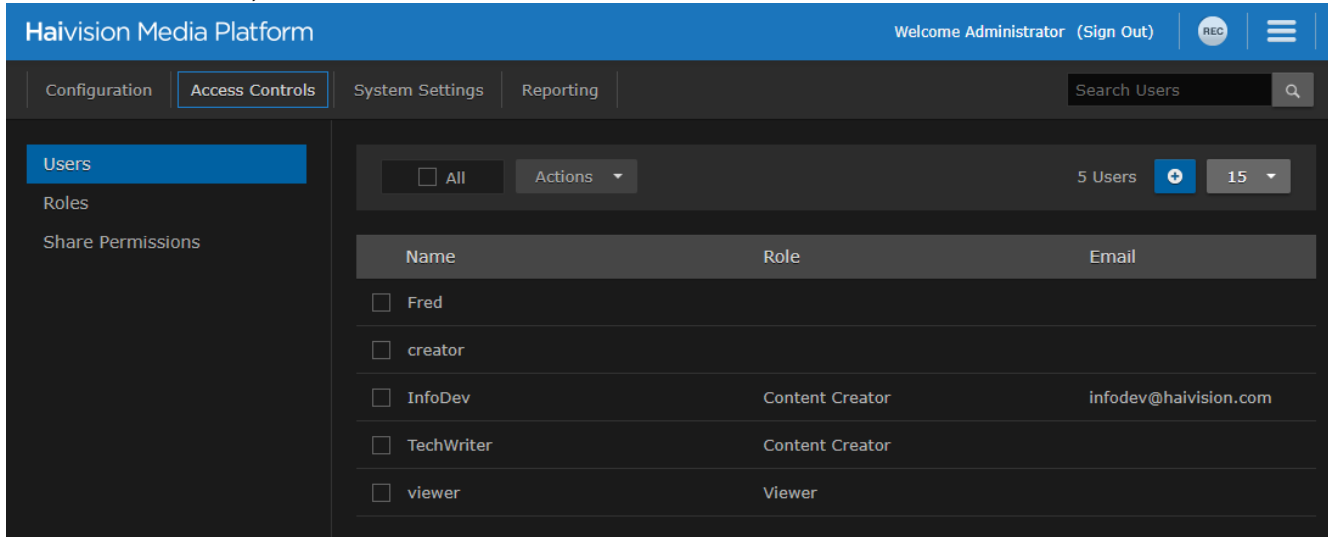 Haivision Media Platform
Welcome Administrator (Sign Out)
REC
Configuration Access Controls System Settings Reporting
Search Users
Users
Roles
Share Permissions
All Actions 5 Users 15
Name Role Email
Fred
creator
InfoDev Content Creator infodev@haivision.com
TechWriter Content Creator
viewer Viewer